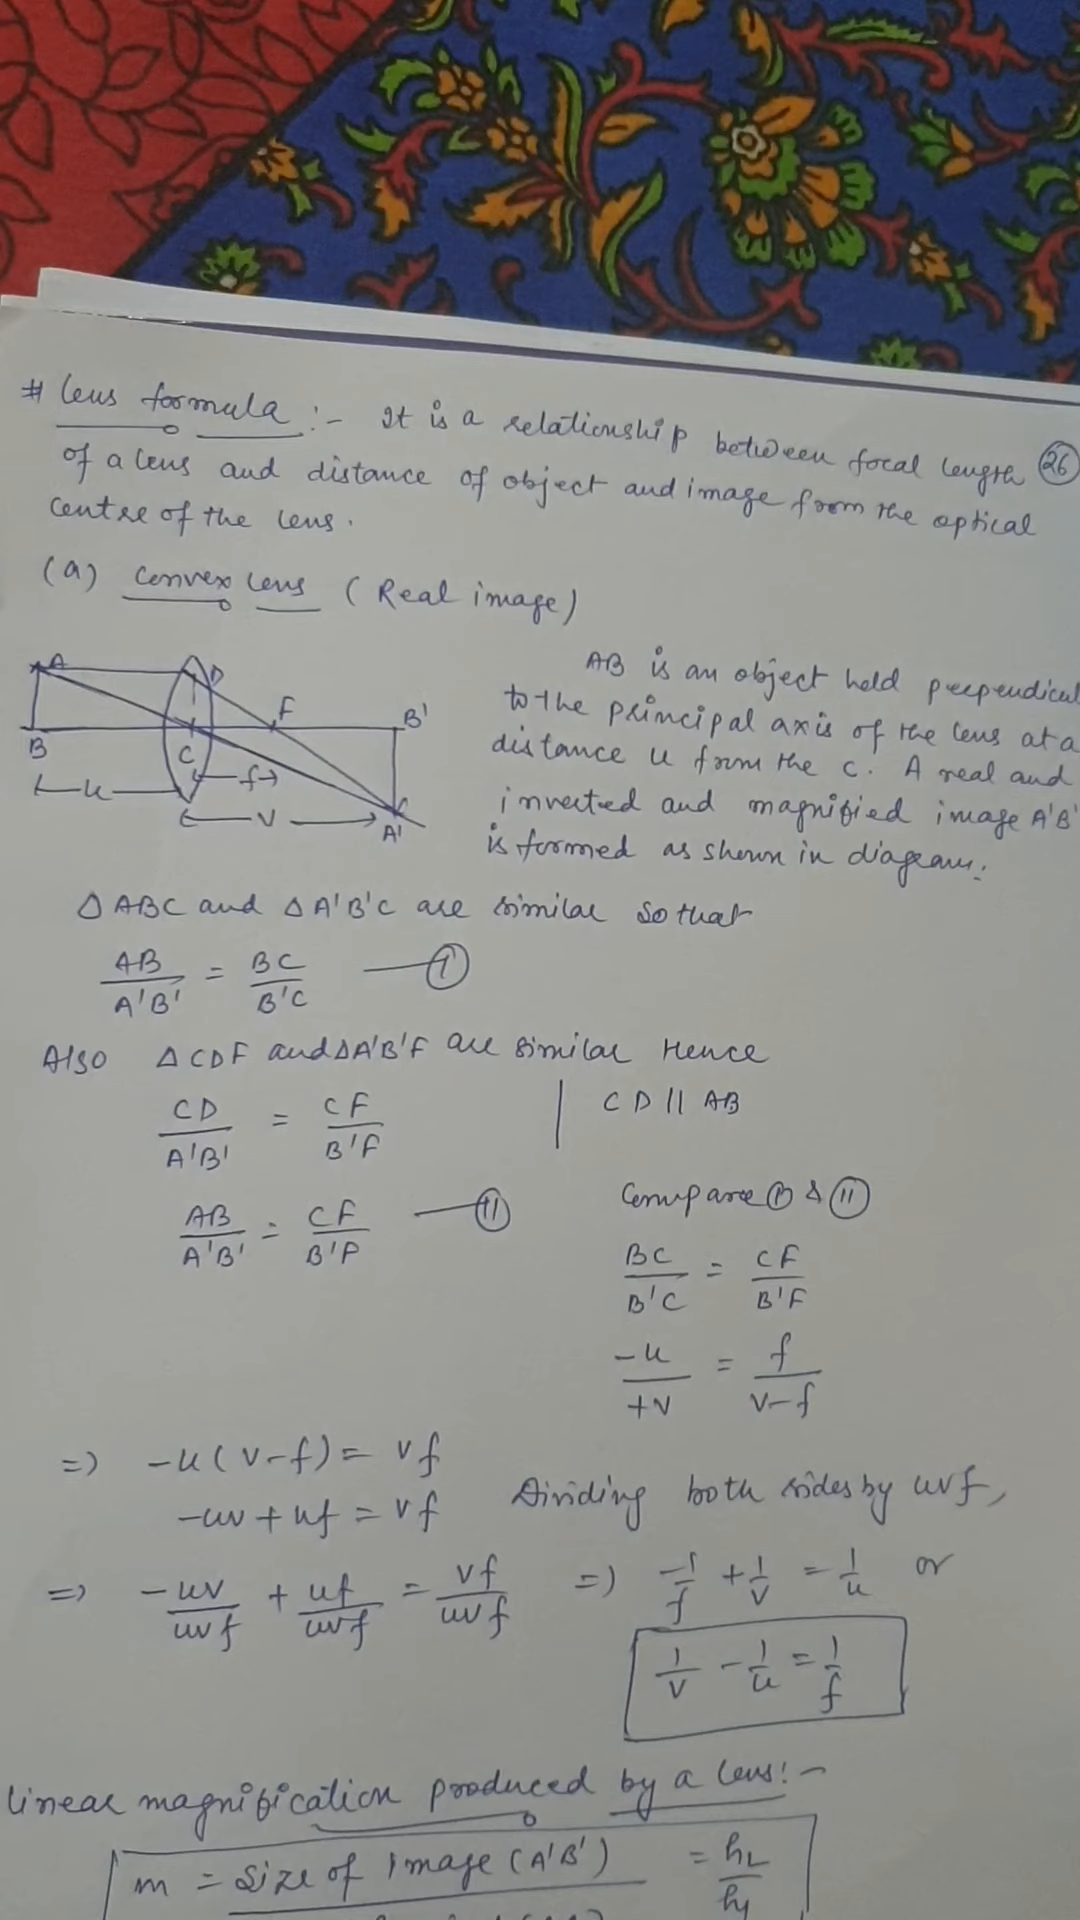 # Lens formula :- It is a relationship between focal length (26)
of a lens and distance of object and image from the optical
centre of the lens.
(a) Convex lens (Real image)
A D F B' B C f u v A'
AB is an object held perpendicul
to the principal axis of the lens at a
distance u from the c. A real and
inverted and magnified image A'B'
is formed as shown in diagram.
△ ABC and △ A'B'C are similar so that
AB/A'B' = BC/B'C — (I)
Also △ CDF and △A'B'F are similar Hence
CD/A'B' = CF/B'F | CD || AB
AB/A'B' = CF/B'F — (II)
Compare (I) & (II)
BC/B'C = CF/B'F
-u/+v = f/v-f
=> -u(v-f) = vf
-uv + uf = vf Dividing both sides by uvf,
=> -uv/uvf + uf/uvf = vf/uvf => -1/f + 1/v = 1/u or
1/v - 1/u = 1/f
Linear magnification produced by a lens:-
m = Size of image (A'B') = h2/h1